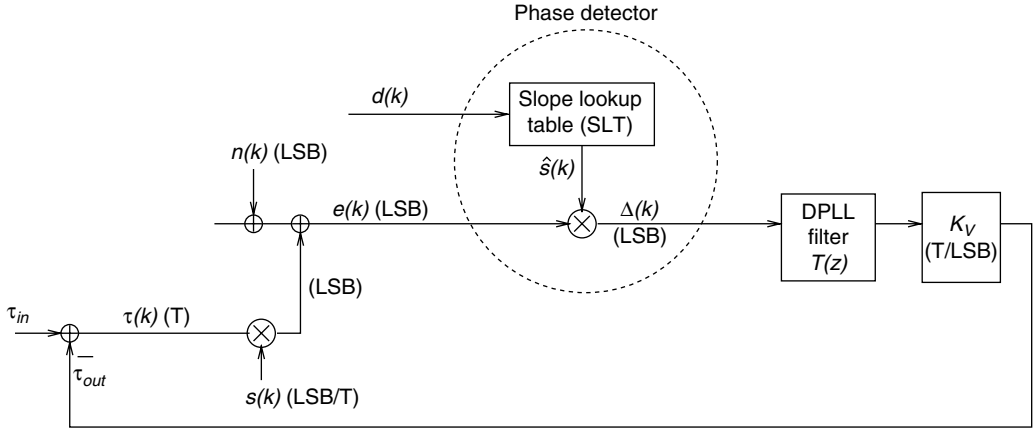 Phase detector
d(k)
Slope lookup
table (SLT)
n(k) (LSB)
ŝ(k)
e(k) (LSB)
Δ(k)
(LSB)
DPLL
filter
T(z)
K_V
(T/LSB)
(LSB)
τ_in
τ(k) (T)
−
τ_out
s(k) (LSB/T)